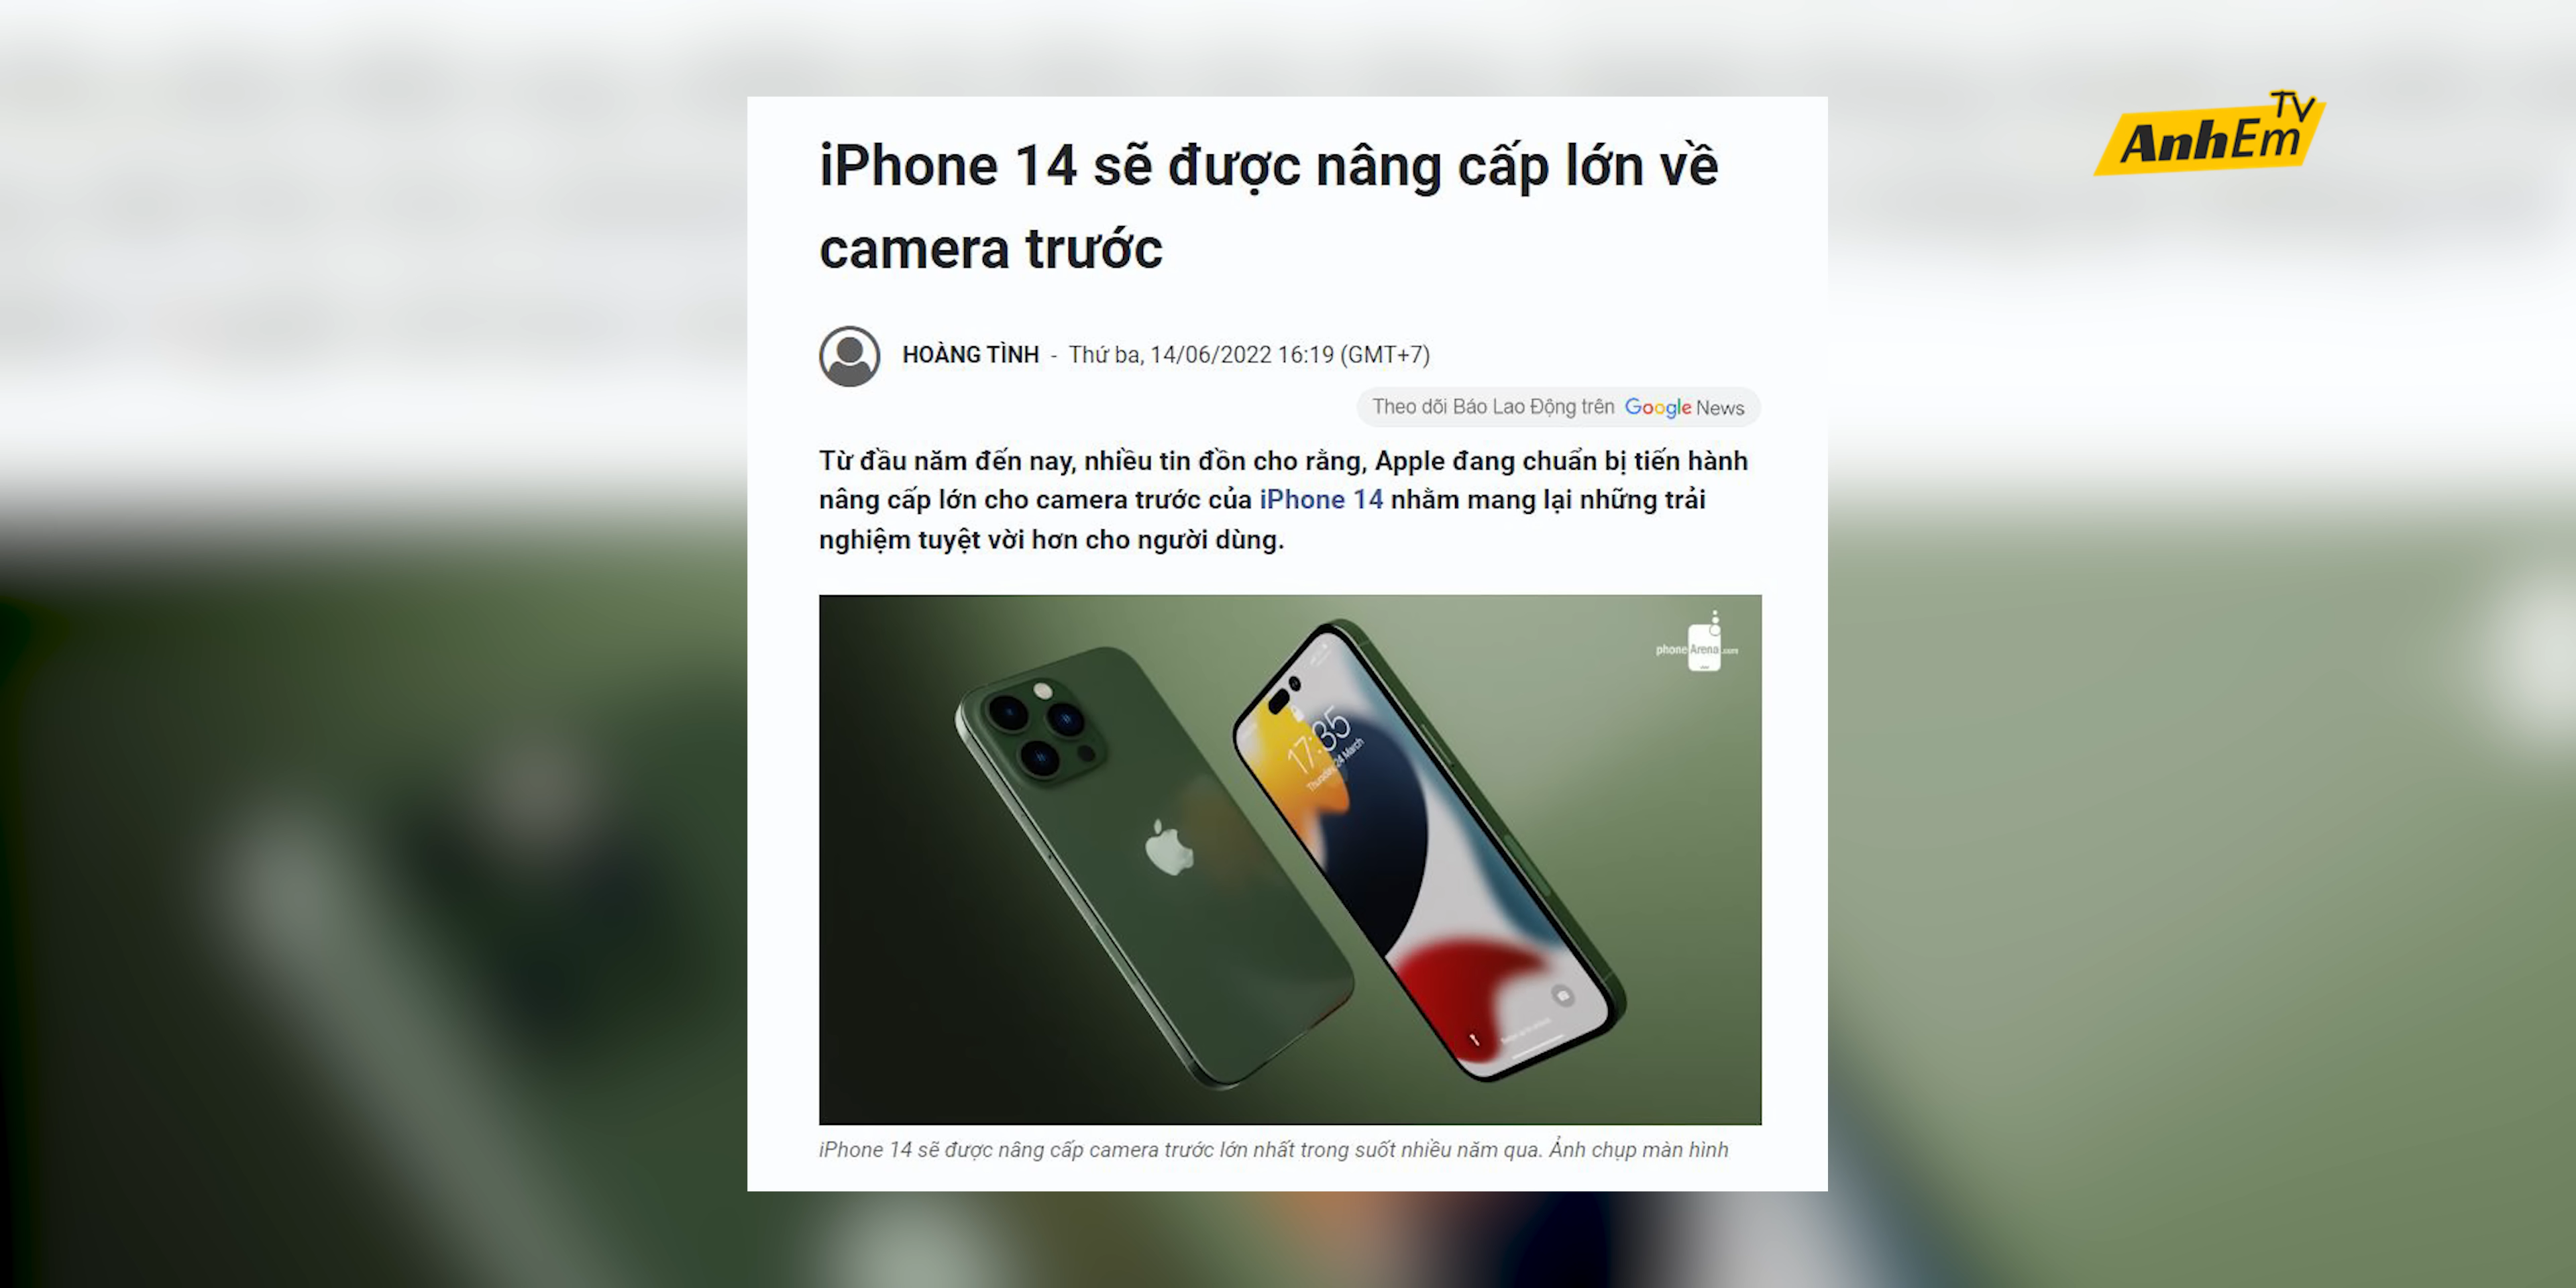 AnhEm TV
iPhone 14 sẽ được nâng cấp lớn về
camera trước
HOÀNG TÌNH - Thứ ba, 14/06/2022 16:19 (GMT+7)
Theo dõi Báo Lao Động trên Google News
Từ đầu năm đến nay, nhiều tin đồn cho rằng, Apple đang chuẩn bị tiến hành
nâng cấp lớn cho camera trước của iPhone 14 nhằm mang lại những trải
nghiệm tuyệt vời hơn cho người dùng.
phoneArena.com
17:35
Thursday, 24 March
iPhone 14 sẽ được nâng cấp camera trước lớn nhất trong suốt nhiều năm qua. Ảnh chụp màn hình